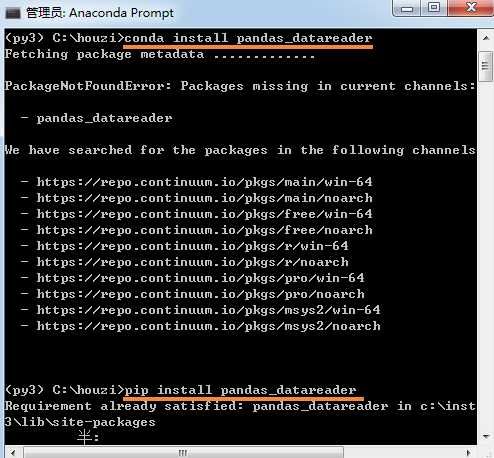 管理员: Anaconda Prompt
(py3) C:\houzi>conda install pandas_datareader
Fetching package metadata .............
PackageNotFoundError: Packages missing in current channels:
- pandas_datareader
We have searched for the packages in the following channels
- https://repo.continuum.io/pkgs/main/win-64
- https://repo.continuum.io/pkgs/main/noarch
- https://repo.continuum.io/pkgs/free/win-64
- https://repo.continuum.io/pkgs/free/noarch
- https://repo.continuum.io/pkgs/r/win-64
- https://repo.continuum.io/pkgs/r/noarch
- https://repo.continuum.io/pkgs/pro/win-64
- https://repo.continuum.io/pkgs/pro/noarch
- https://repo.continuum.io/pkgs/msys2/win-64
- https://repo.continuum.io/pkgs/msys2/noarch
(py3) C:\houzi>pip install pandas_datareader
Requirement already satisfied: pandas_datareader in c:\inst
3\lib\site-packages
半: